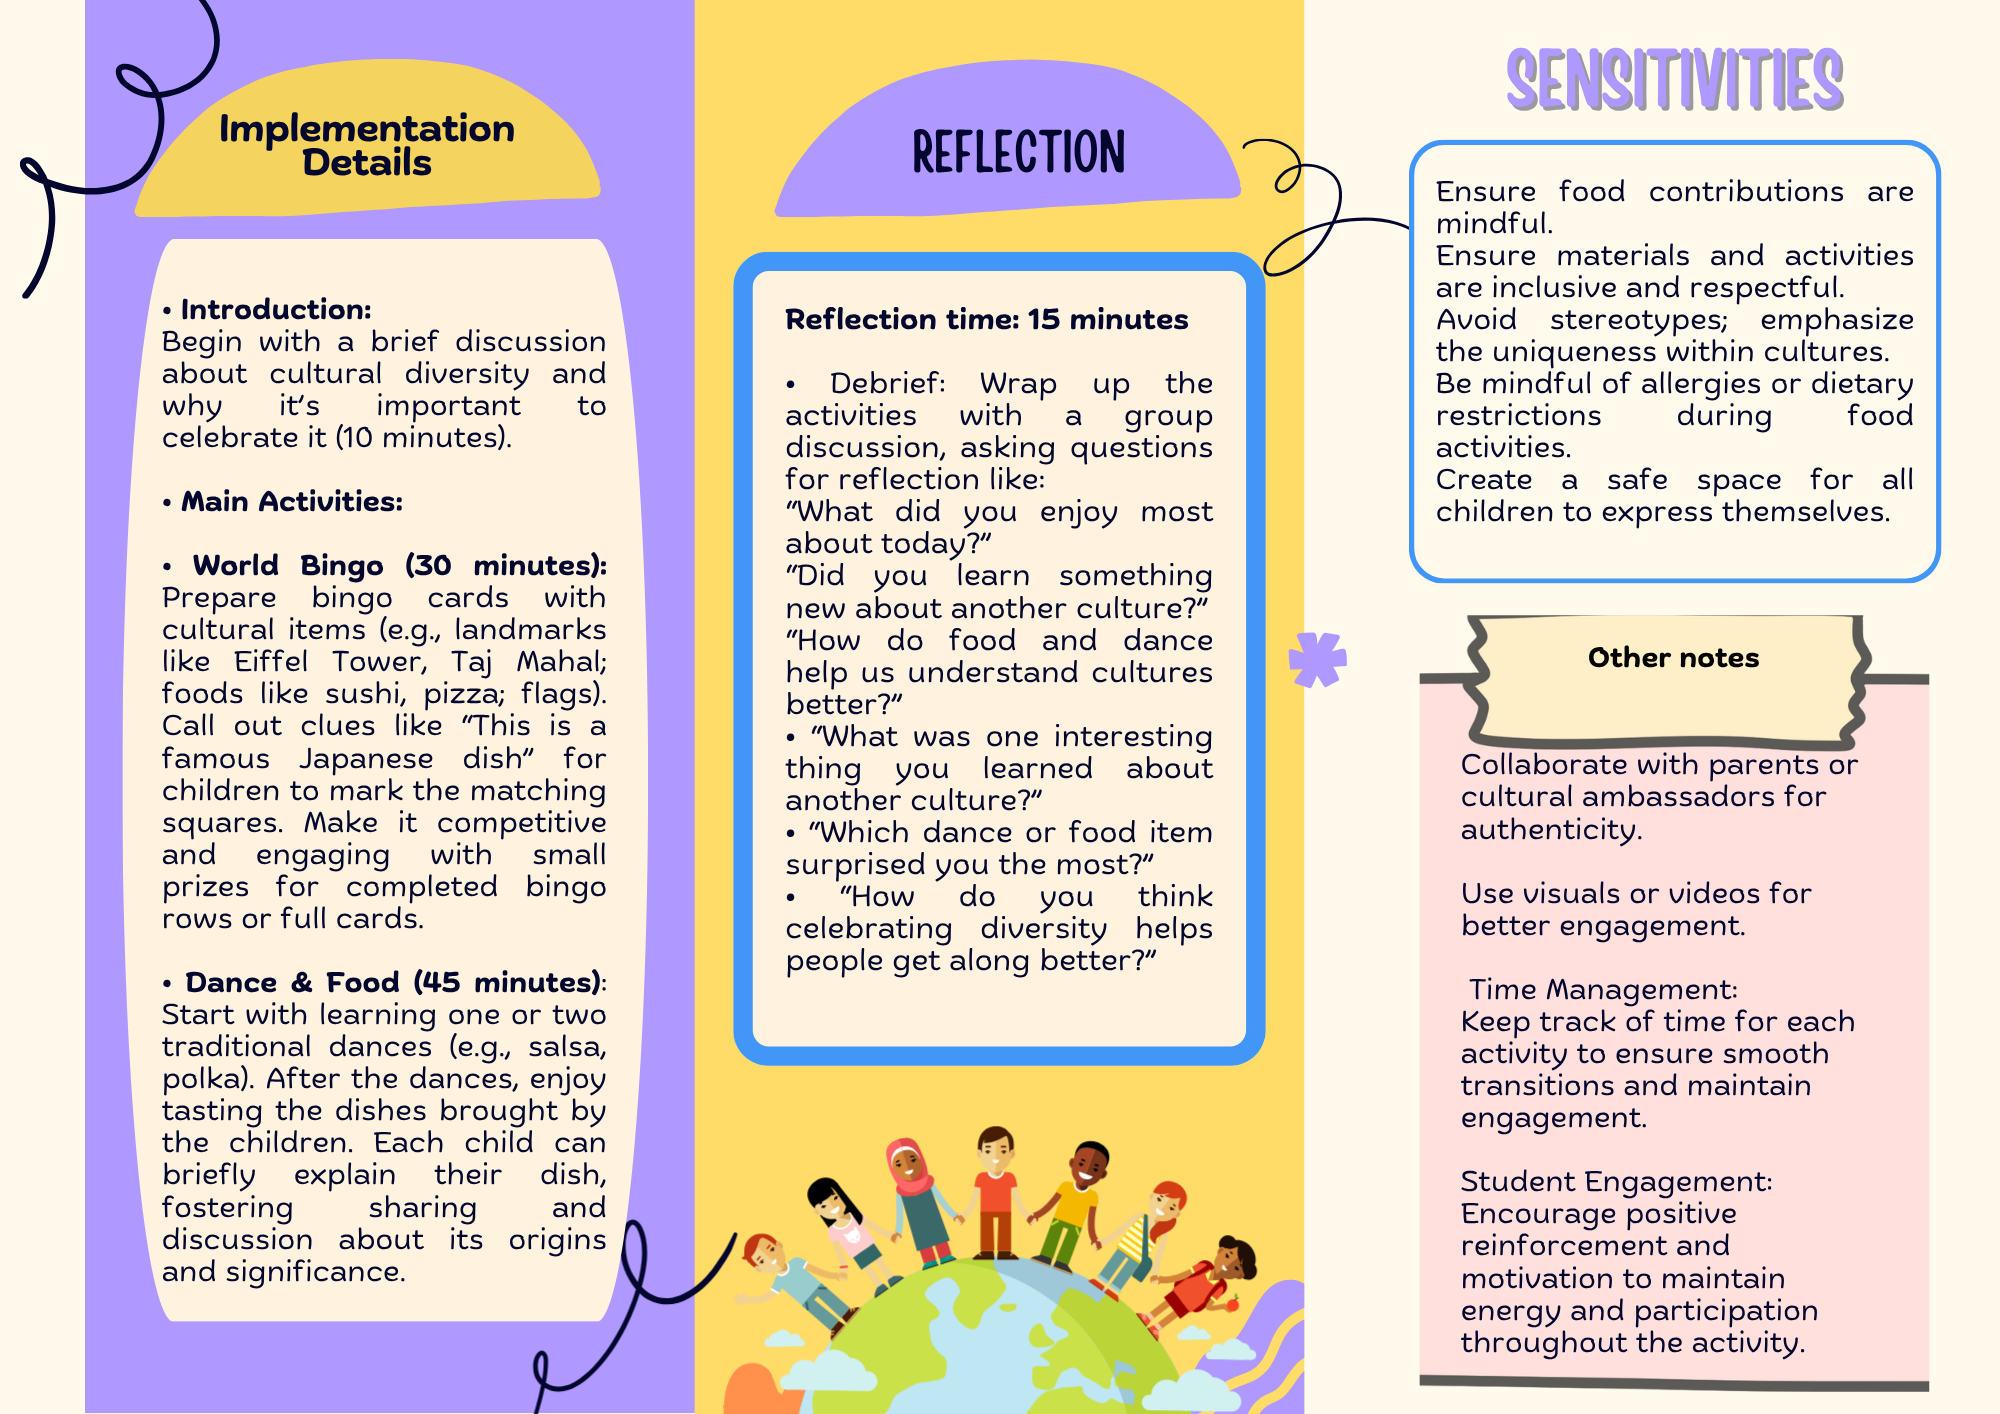 Implementation
Details
• Introduction:
Begin with a brief discussion
about cultural diversity and
why it's important to
celebrate it (10 minutes).
• Main Activities:
• World Bingo (30 minutes):
Prepare bingo cards with
cultural items (e.g., landmarks
like Eiffel Tower, Taj Mahal;
foods like sushi, pizza; flags).
Call out clues like "This is a
famous Japanese dish" for
children to mark the matching
squares. Make it competitive
and engaging with small
prizes for completed bingo
rows or full cards.
• Dance & Food (45 minutes):
Start with learning one or two
traditional dances (e.g., salsa,
polka). After the dances, enjoy
tasting the dishes brought by
the children. Each child can
briefly explain their dish,
fostering sharing and
discussion about its origins
and significance.
REFLECTION
Reflection time: 15 minutes
• Debrief: Wrap up the
activities with a group
discussion, asking questions
for reflection like:
"What did you enjoy most
about today?"
"Did you learn something
new about another culture?"
"How do food and dance
help us understand cultures
better?"
• "What was one interesting
thing you learned about
another culture?"
• "Which dance or food item
surprised you the most?"
• "How do you think
celebrating diversity helps
people get along better?"
SENSITIVITIES
Ensure food contributions are
mindful.
Ensure materials and activities
are inclusive and respectful.
Avoid stereotypes; emphasize
the uniqueness within cultures.
Be mindful of allergies or dietary
restrictions during food
activities.
Create a safe space for all
children to express themselves.
Other notes
Collaborate with parents or
cultural ambassadors for
authenticity.
Use visuals or videos for
better engagement.
Time Management:
Keep track of time for each
activity to ensure smooth
transitions and maintain
engagement.
Student Engagement:
Encourage positive
reinforcement and
motivation to maintain
energy and participation
throughout the activity.